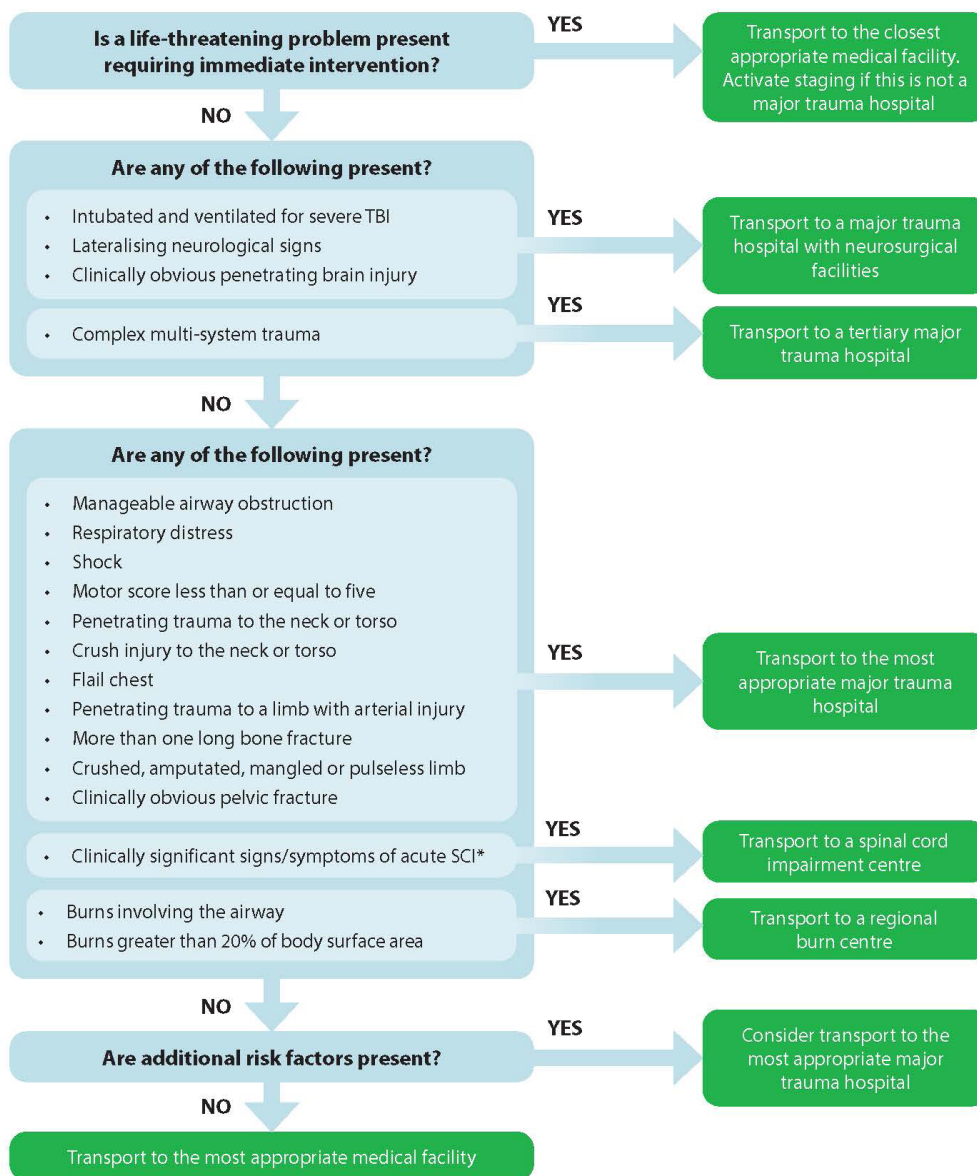 Is a life-threatening problem present
requiring immediate intervention?
YES
Transport to the closest
appropriate medical facility.
Activate staging if this is not a
major trauma hospital
NO
Are any of the following present?
• Intubated and ventilated for severe TBI
• Lateralising neurological signs
• Clinically obvious penetrating brain injury
YES
Transport to a major trauma
hospital with neurosurgical
facilities
• Complex multi-system trauma
YES
Transport to a tertiary major
trauma hospital
NO
Are any of the following present?
• Manageable airway obstruction
• Respiratory distress
• Shock
• Motor score less than or equal to five
• Penetrating trauma to the neck or torso
• Crush injury to the neck or torso
• Flail chest
• Penetrating trauma to a limb with arterial injury
• More than one long bone fracture
• Crushed, amputated, mangled or pulseless limb
• Clinically obvious pelvic fracture
YES
Transport to the most
appropriate major trauma
hospital
• Clinically significant signs/symptoms of acute SCI*
YES
Transport to a spinal cord
impairment centre
• Burns involving the airway
• Burns greater than 20% of body surface area
YES
Transport to a regional
burn centre
NO
Are additional risk factors present?
YES
Consider transport to the
most appropriate major
trauma hospital
NO
Transport to the most appropriate medical facility